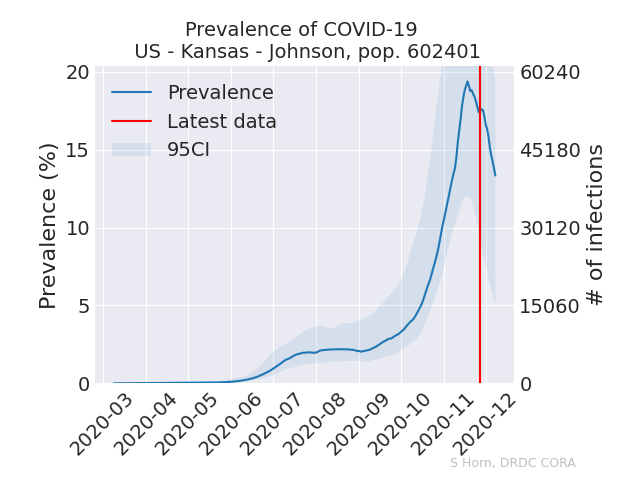 Prevalence of COVID-19
US - Kansas - Johnson, pop. 602401
Prevalence
Latest data
95CI
Prevalence (%)
20
15
10
5
0
60240
45180
30120
15060
0
# of infections
2020-03
2020-04
2020-05
2020-06
2020-07
2020-08
2020-09
2020-10
2020-11
2020-12
S Horn, DRDC CORA